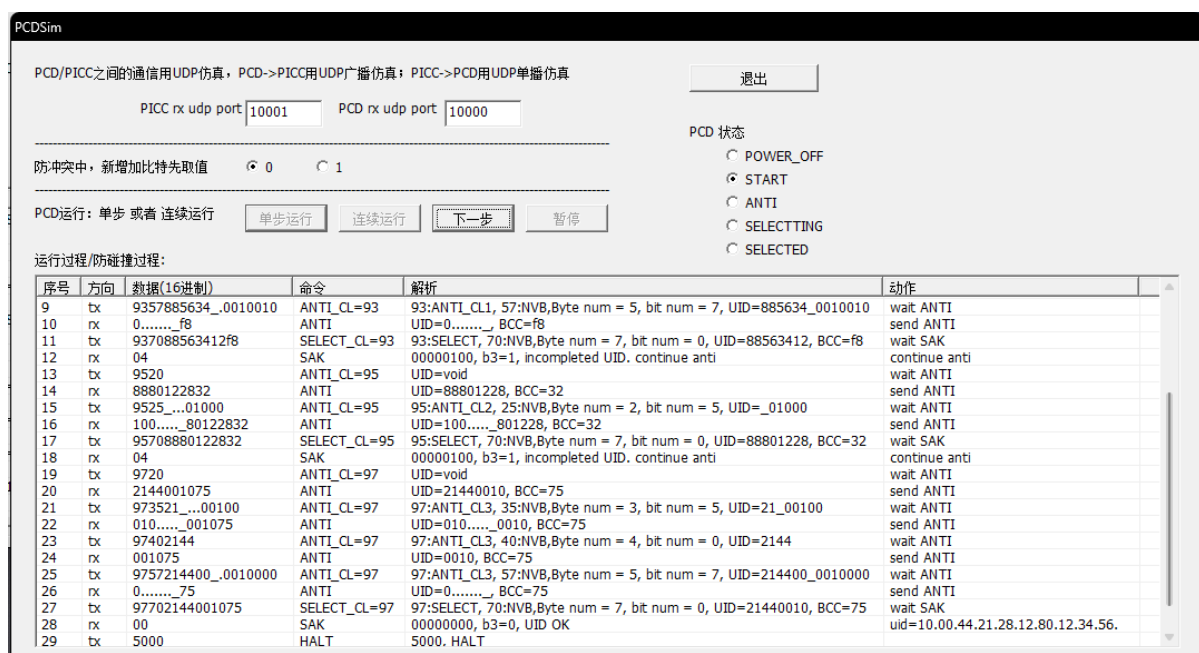 PCDSim
PCD/PICC之间的通信用UDP仿真，PCD->PICC用UDP广播仿真；PICC->PCD用UDP单播仿真
退出
PICC rx udp port 10001 PCD rx udp port 10000
PCD 状态
POWER_OFF
START
ANTI
SELECTTING
SELECTED
防冲突中，新增加比特先取值 0 1
PCD运行：单步 或者 连续运行 单步运行 连续运行 下一步 暂停
运行过程/防碰撞过程：
序号 方向 数据(16进制) 命令 解析 动作
9 tx 9357885634_.0010010 ANTI_CL=93 93:ANTI_CL1, 57:NVB,Byte num = 5, bit num = 7, UID=885634_0010010 wait ANTI
10 rx 0......._f8 ANTI UID=0......._, BCC=f8 send ANTI
11 tx 937088563412f8 SELECT_CL=93 93:SELECT, 70:NVB,Byte num = 7, bit num = 0, UID=88563412, BCC=f8 wait SAK
12 rx 04 SAK 00000100, b3=1, incompleted UID. continue anti continue anti
13 tx 9520 ANTI_CL=95 UID=void wait ANTI
14 rx 8880122832 ANTI UID=88801228, BCC=32 send ANTI
15 tx 9525_...01000 ANTI_CL=95 95:ANTI_CL2, 25:NVB,Byte num = 2, bit num = 5, UID=_01000 wait ANTI
16 rx 100....._80122832 ANTI UID=100....._801228, BCC=32 send ANTI
17 tx 95708880122832 SELECT_CL=95 95:SELECT, 70:NVB,Byte num = 7, bit num = 0, UID=88801228, BCC=32 wait SAK
18 rx 04 SAK 00000100, b3=1, incompleted UID. continue anti continue anti
19 tx 9720 ANTI_CL=97 UID=void wait ANTI
20 rx 2144001075 ANTI UID=21440010, BCC=75 send ANTI
21 tx 973521_...00100 ANTI_CL=97 97:ANTI_CL3, 35:NVB,Byte num = 3, bit num = 5, UID=21_00100 wait ANTI
22 rx 010....._001075 ANTI UID=010....._0010, BCC=75 send ANTI
23 tx 97402144 ANTI_CL=97 97:ANTI_CL3, 40:NVB,Byte num = 4, bit num = 0, UID=2144 wait ANTI
24 rx 001075 ANTI UID=0010, BCC=75 send ANTI
25 tx 9757214400_.0010000 ANTI_CL=97 97:ANTI_CL3, 57:NVB,Byte num = 5, bit num = 7, UID=214400_0010000 wait ANTI
26 rx 0......._75 ANTI UID=0......._, BCC=75 send ANTI
27 tx 97702144001075 SELECT_CL=97 97:SELECT, 70:NVB,Byte num = 7, bit num = 0, UID=21440010, BCC=75 wait SAK
28 rx 00 SAK 00000000, b3=0, UID OK uid=10.00.44.21.28.12.80.12.34.56.
29 tx 5000 HALT 5000, HALT